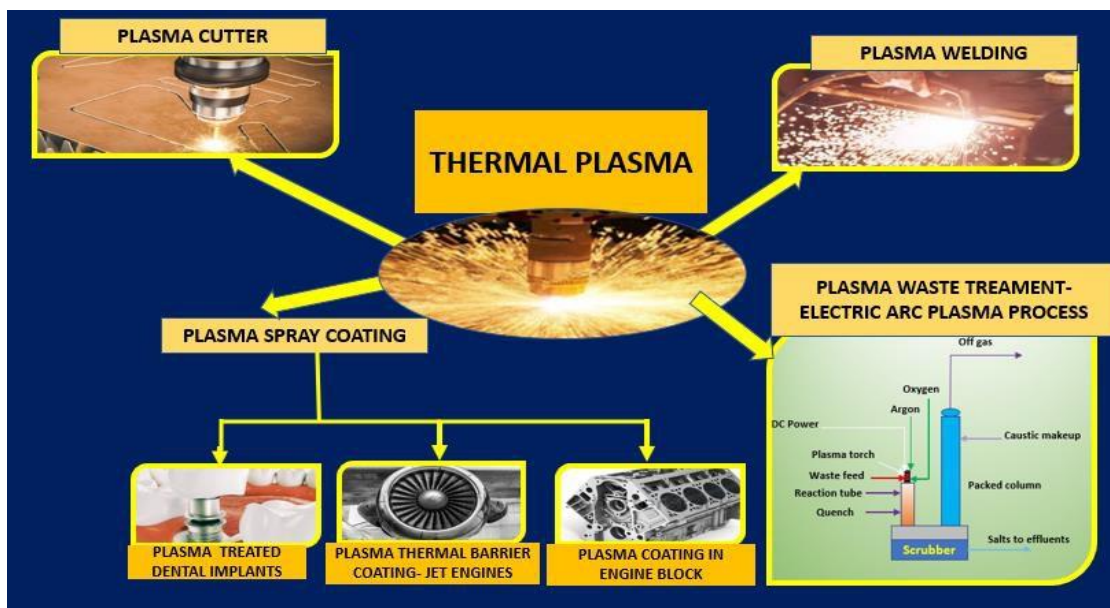 PLASMA CUTTER
PLASMA WELDING
THERMAL PLASMA
PLASMA WASTE TREAMENT-
ELECTRIC ARC PLASMA PROCESS
PLASMA SPRAY COATING
Off gas
Oxygen
Argon
DC Power
Caustic makeup
Plasma torch
Waste feed
Reaction tube
Packed column
Quench
Scrubber
Salts to effluents
PLASMA TREATED
DENTAL IMPLANTS
PLASMA THERMAL BARRIER
COATING- JET ENGINES
PLASMA COATING IN
ENGINE BLOCK